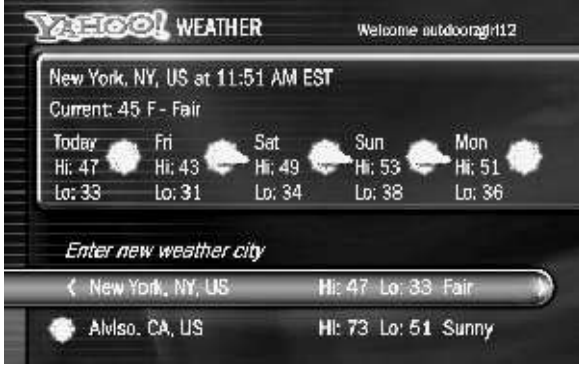 YAHOO! WEATHER Welcome outdoorzgirl12
New York, NY, US at 11:51 AM EST
Current: 45 F - Fair
Today Fri Sat Sun Mon
Hi: 47 Hi: 43 Hi: 49 Hi: 53 Hi: 51
Lo: 33 Lo: 31 Lo: 34 Lo: 38 Lo: 36
Enter new weather city
New York, NY, US Hi: 47 Lo: 33 Fair
Alviso, CA, US Hi: 73 Lo: 51 Sunny